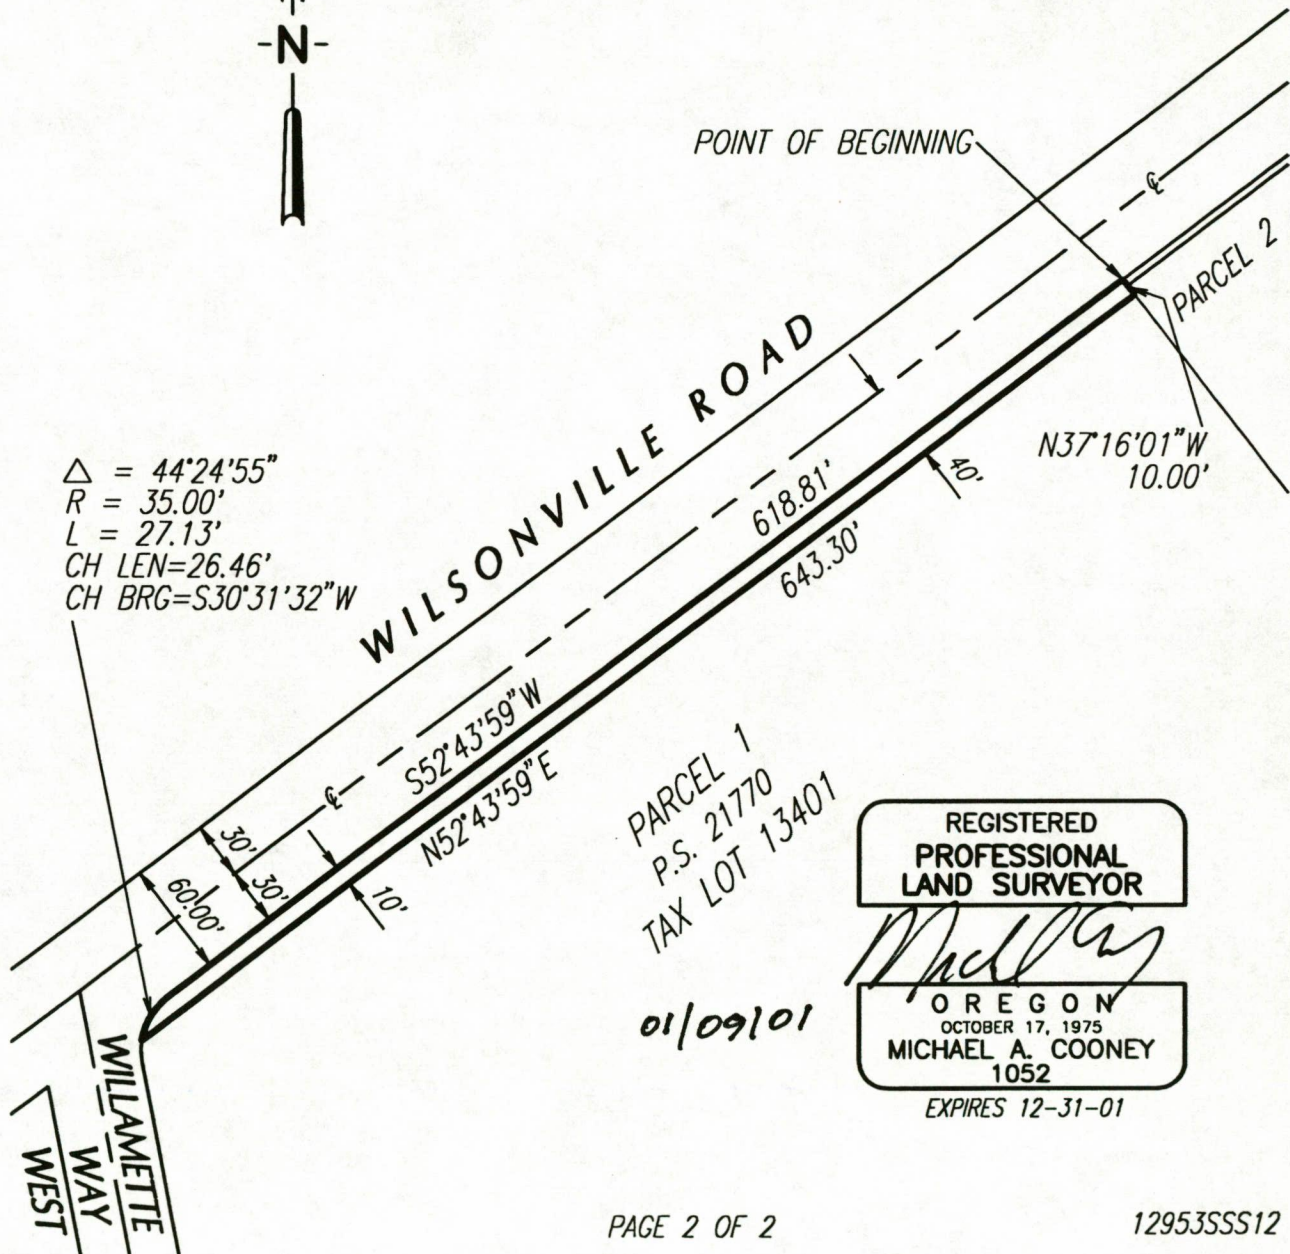 -N-
POINT OF BEGINNING
℄
PARCEL 2
WILSONVILLE ROAD
N37°16'01"W
10.00'
40'
△ = 44°24'55"
R = 35.00'
L = 27.13'
CH LEN=26.46'
CH BRG=S30°31'32"W
618.81'
643.30'
S52°43'59"W
N52°43'59"E
℄
30'
30'
60.00'
10'
PARCEL 1
P.S. 21770
TAX LOT 13401
01/09/01
REGISTERED
PROFESSIONAL
LAND SURVEYOR
OREGON
OCTOBER 17, 1975
MICHAEL A. COONEY
1052
EXPIRES 12-31-01
WILLAMETTE
WAY
WEST
PAGE 2 OF 2
12953SSS12